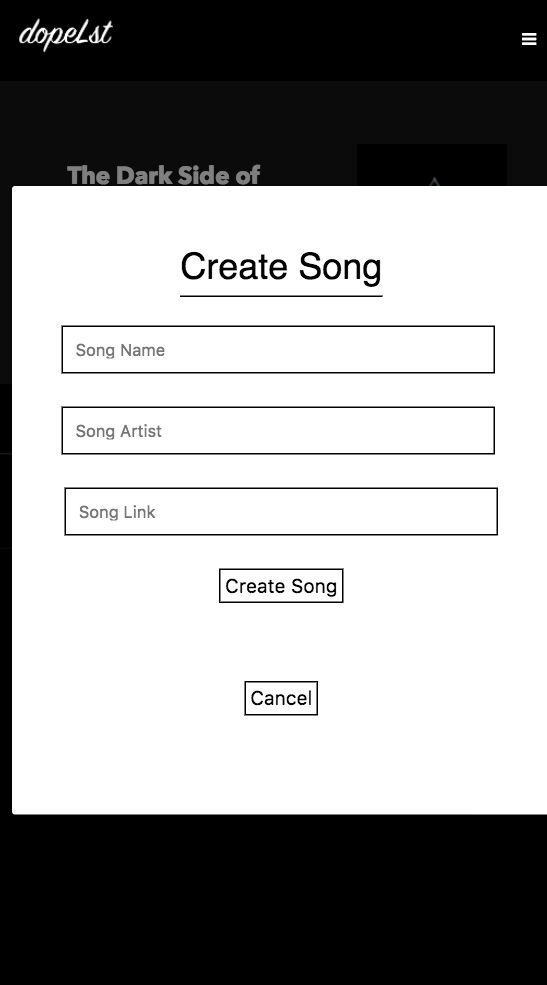 dopeLst
The Dark Side of
Create Song
Song Name
Song Artist
Song Link
Create Song
Cancel